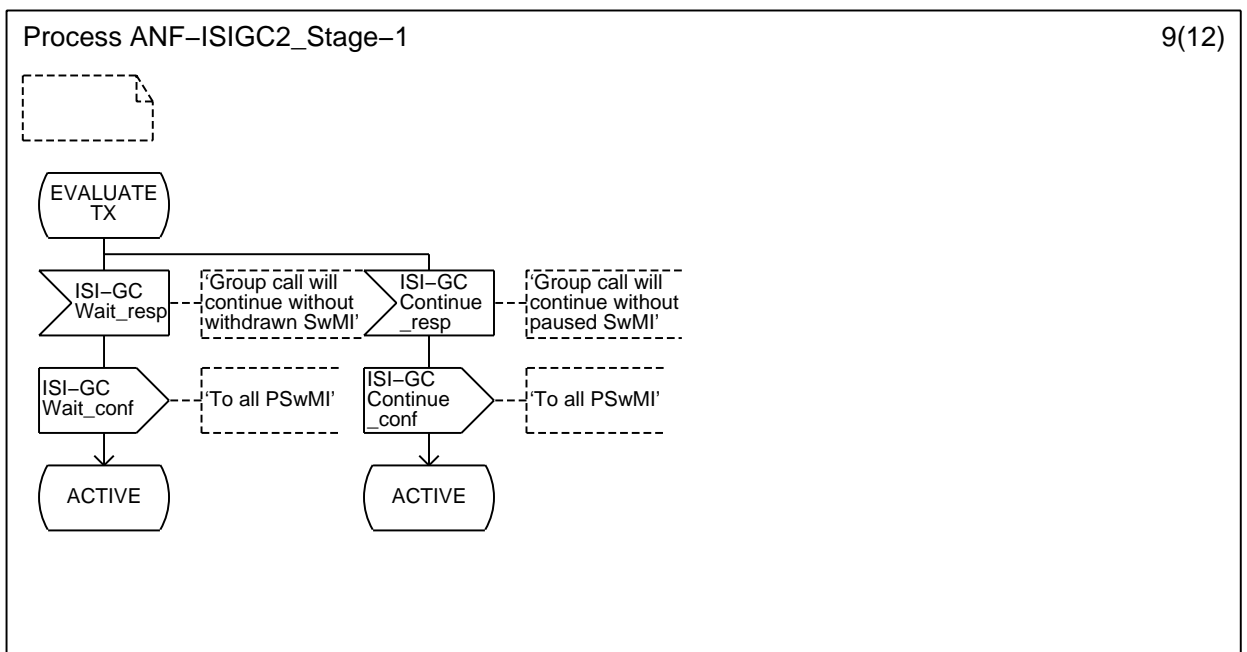 Process ANF−ISIGC2_Stage−1
9(12)
EVALUATE
TX
ISI−GC
Wait_resp
‘Group call will
continue without
withdrawn SwMI’
ISI−GC
Continue
_resp
‘Group call will
continue without
paused SwMI’
ISI−GC
Wait_conf
‘To all PSwMI’
ISI−GC
Continue
_conf
‘To all PSwMI’
ACTIVE
ACTIVE